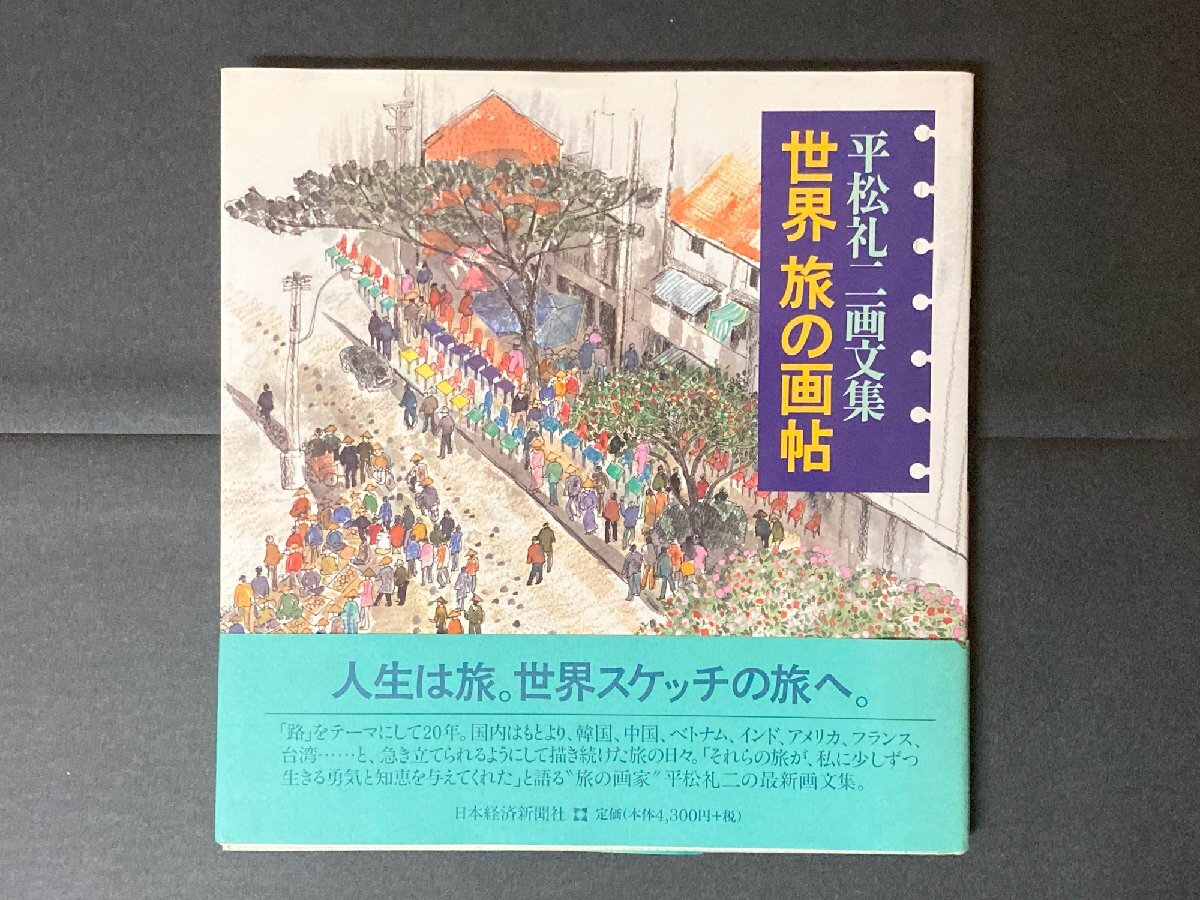 平松礼二画文集
世界 旅の画帖
人生は旅。世界スケッチの旅へ。
「路」をテーマにして20年。国内はもとより、韓国、中国、ベトナム、インド、アメリカ、フランス、
台湾……と、急き立てられるようにして描き続けた旅の日々。「それらの旅が、私に少しずつ
生きる勇気と知恵を与えてくれた」と語る〝旅の画家〟平松礼二の最新画文集。
日本経済新聞社 定価(本体4,300円+税)